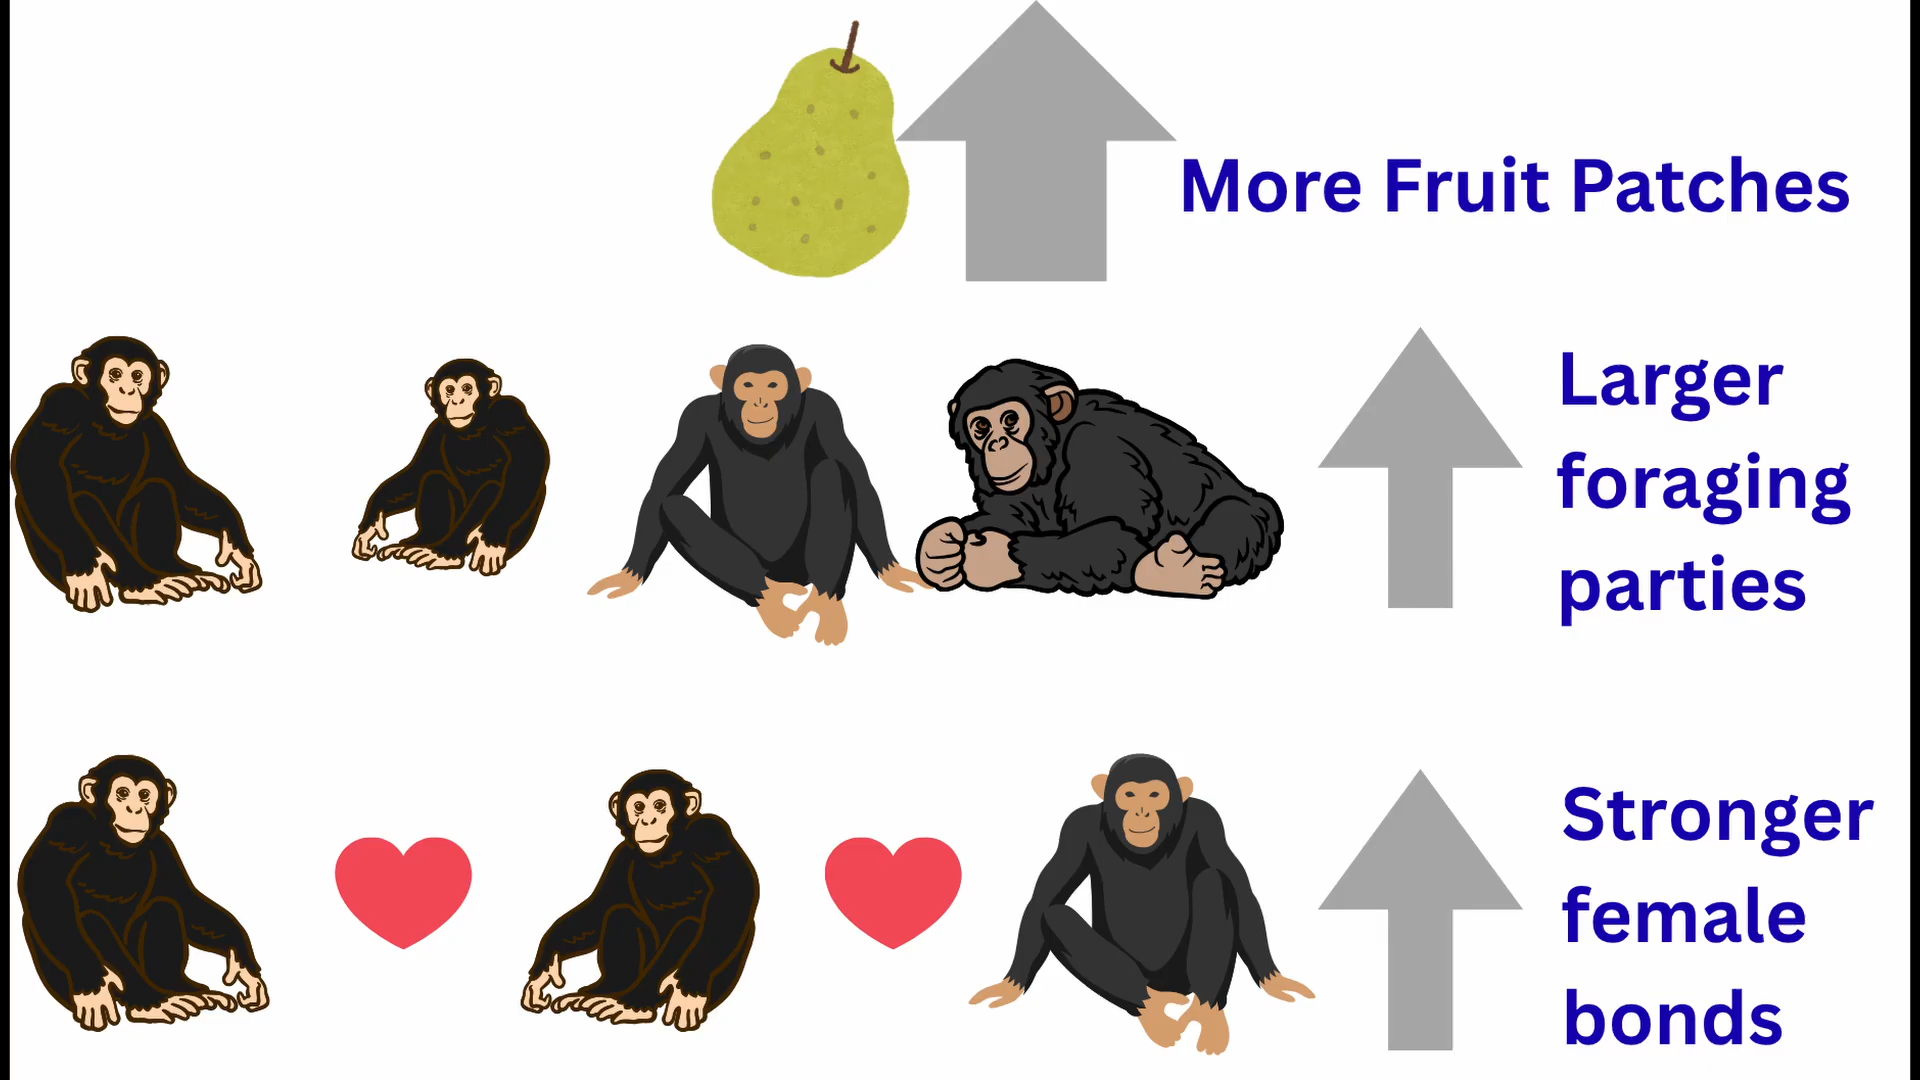 More Fruit Patches
Larger
foraging
parties
Stronger
female
bonds